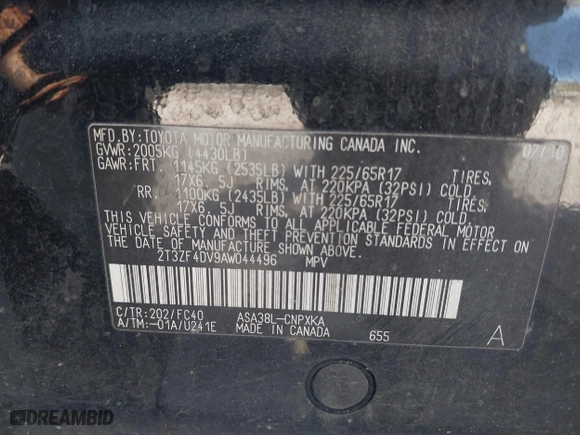 MFD.BY:TOYOTA MOTOR MANUFACTURING CANADA INC. 07/10
GVWR:2005KG (4430LB)
GAWR:FRT. 1145KG (2535LB) WITH 225/65R17 TIRES,
17X6.5J RIMS, AT 220KPA (32PSI) COLD.
RR. 1100KG (2435LB) WITH 225/65R17 TIRES,
17X6.5J RIMS, AT 220KPA (32PSI) COLD.
THIS VEHICLE CONFORMS TO ALL APPLICABLE FEDERAL MOTOR
VEHICLE SAFETY AND THEFT PREVENTION STANDARDS IN EFFECT ON
THE DATE OF MANUFACTURE SHOWN ABOVE.
2T3ZF4DV9AW044496 MPV
C/TR:202/FC40 ASA38L-CNPXKA
A/TM:-01A/U241E MADE IN CANADA 655 A
DREAMBID